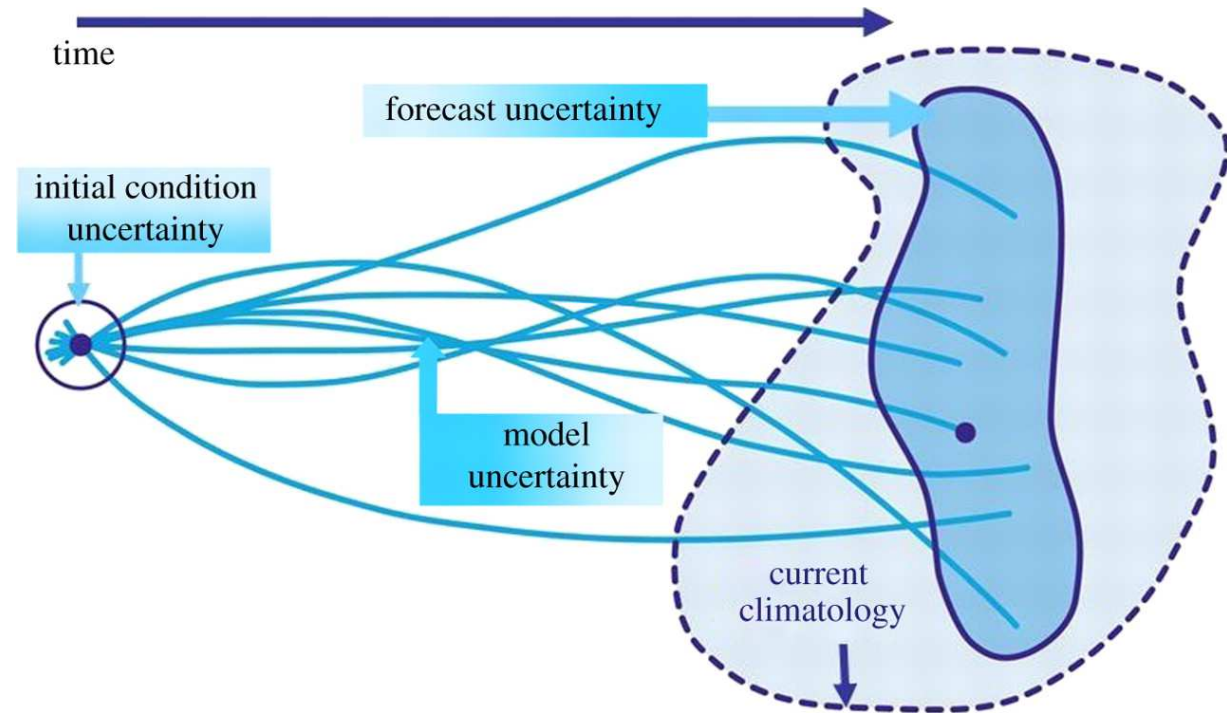 time
forecast uncertainty
initial condition
uncertainty
model
uncertainty
current
climatology